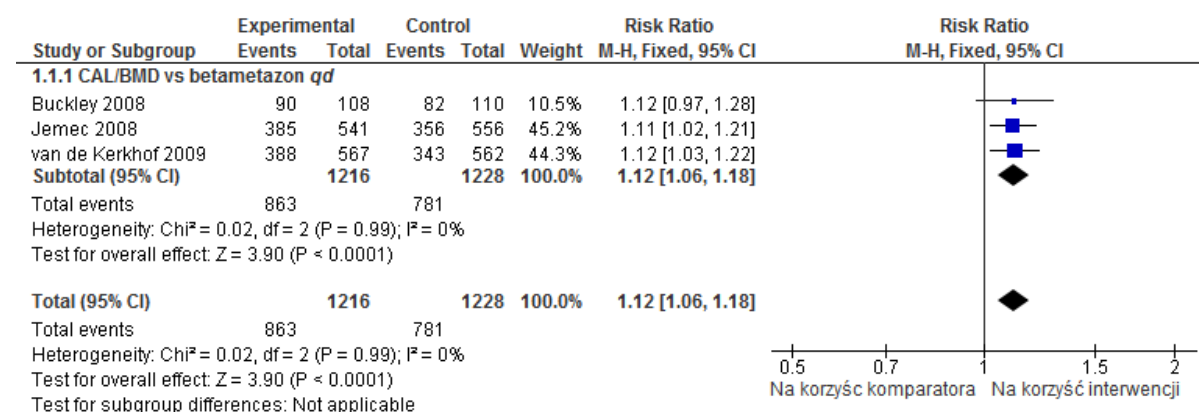 Experimental Control Risk Ratio Risk Ratio
Study or Subgroup Events Total Events Total Weight M-H, Fixed, 95% CI M-H, Fixed, 95% CI
1.1.1 CAL/BMD vs betametazon qd
Buckley 2008 90 108 82 110 10.5% 1.12 [0.97, 1.28]
Jemec 2008 385 541 356 556 45.2% 1.11 [1.02, 1.21]
van de Kerkhof 2009 388 567 343 562 44.3% 1.12 [1.03, 1.22]
Subtotal (95% CI) 1216 1228 100.0% 1.12 [1.06, 1.18]
Total events 863 781
Heterogeneity: Chi² = 0.02, df = 2 (P = 0.99); I² = 0%
Test for overall effect: Z = 3.90 (P < 0.0001)
Total (95% CI) 1216 1228 100.0% 1.12 [1.06, 1.18]
Total events 863 781
Heterogeneity: Chi² = 0.02, df = 2 (P = 0.99); I² = 0%
Test for overall effect: Z = 3.90 (P < 0.0001)
Test for subgroup differences: Not applicable
0.5 0.7 1 1.5 2
Na korzyśc komparatora Na korzyść interwencji